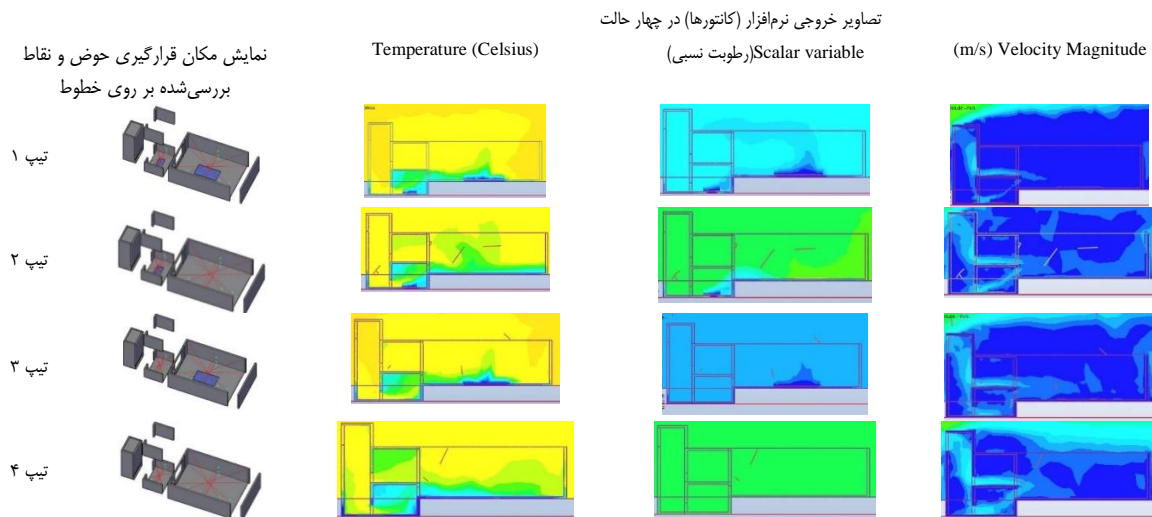 تصاویر خروجی نرم‌افزار (کانتورها) در چهار حالت
نمایش مکان قرارگیری حوض و نقاط
بررسی‌شده بر روی خطوط
Temperature (Celsius)
Scalar variable(رطوبت نسبی)
(m/s) Velocity Magnitude
تیپ ۱
تیپ ۲
تیپ ۳
تیپ ۴